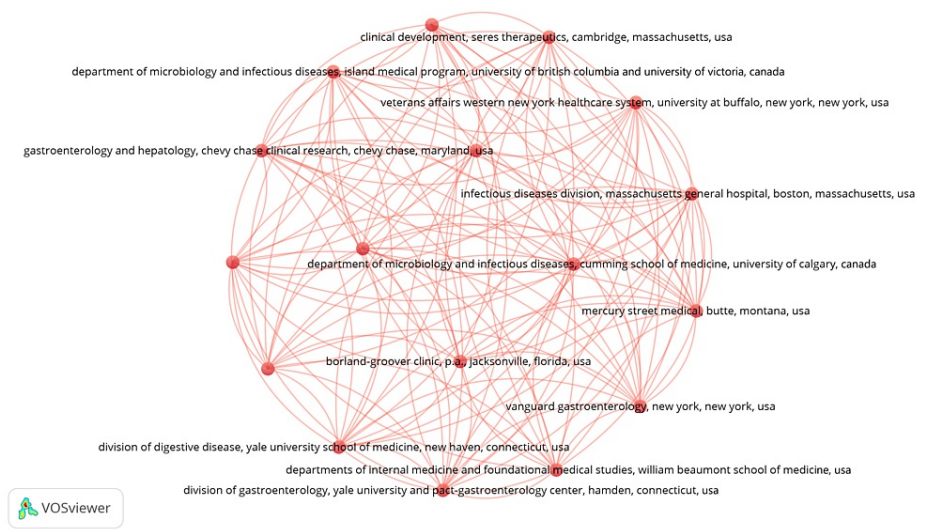 clinical development, seres therapeutics, cambridge, massachusetts, usa
department of microbiology and infectious diseases, island medical program, university of british columbia and university of victoria, canada
veterans affairs western new york healthcare system, university at buffalo, new york, new york, usa
gastroenterology and hepatology, chevy chase clinical research, chevy chase, maryland, usa
infectious diseases division, massachusetts general hospital, boston, massachusetts, usa
department of microbiology and infectious diseases, cumming school of medicine, university of calgary, canada
mercury street medical, butte, montana, usa
borland-groover clinic, p.a., jacksonville, florida, usa
vanguard gastroenterology, new york, new york, usa
division of digestive disease, yale university school of medicine, new haven, connecticut, usa
departments of internal medicine and foundational medical studies, william beaumont school of medicine, usa
division of gastroenterology, yale university and pact-gastroenterology center, hamden, connecticut, usa
VOSviewer